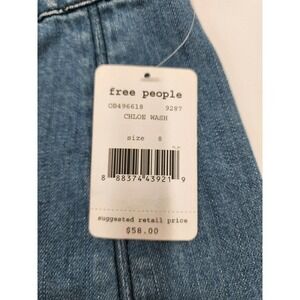 free people
OB496618 9287
CHLOE WASH
size 8
8 88374 43921 9
suggested retail price
$58.00